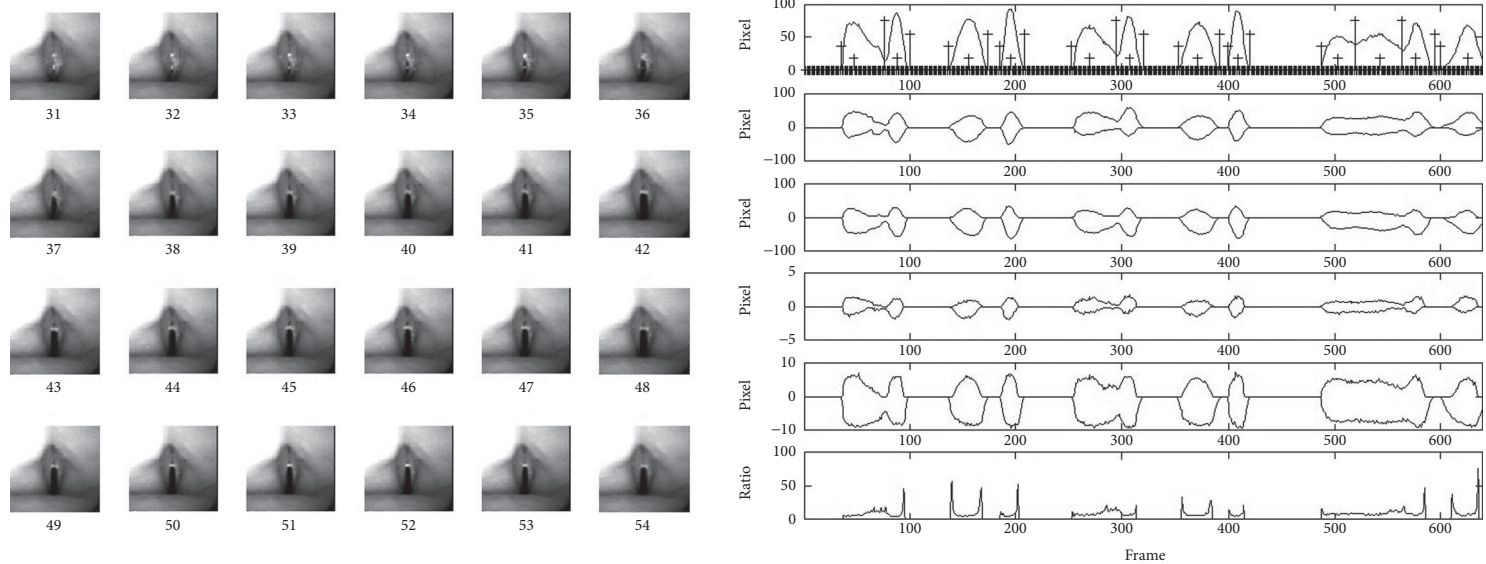 31 32 33 34 35 36
37 38 39 40 41 42
43 44 45 46 47 48
49 50 51 52 53 54
100
Pixel 50
0
100 200 300 400 500 600
100
Pixel 0
−100
100 200 300 400 500 600
100
Pixel 0
−100
100 200 300 400 500 600
5
Pixel 0
−5
100 200 300 400 500 600
10
Pixel 0
−10
100 200 300 400 500 600
100
Ratio 50
0
100 200 300 400 500 600
Frame